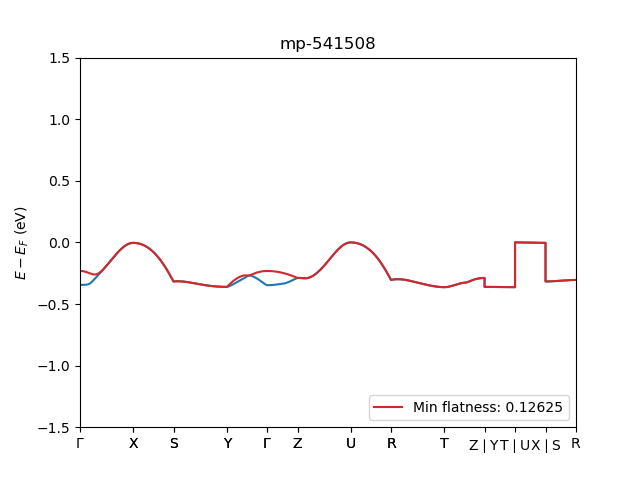 mp-541508
1.5
1.0
0.5
0.0
−0.5
−1.0
−1.5
E − E_F (eV)
Min flatness: 0.12625
Γ X S Y Γ Z U R T Z | Y T | U X | S R